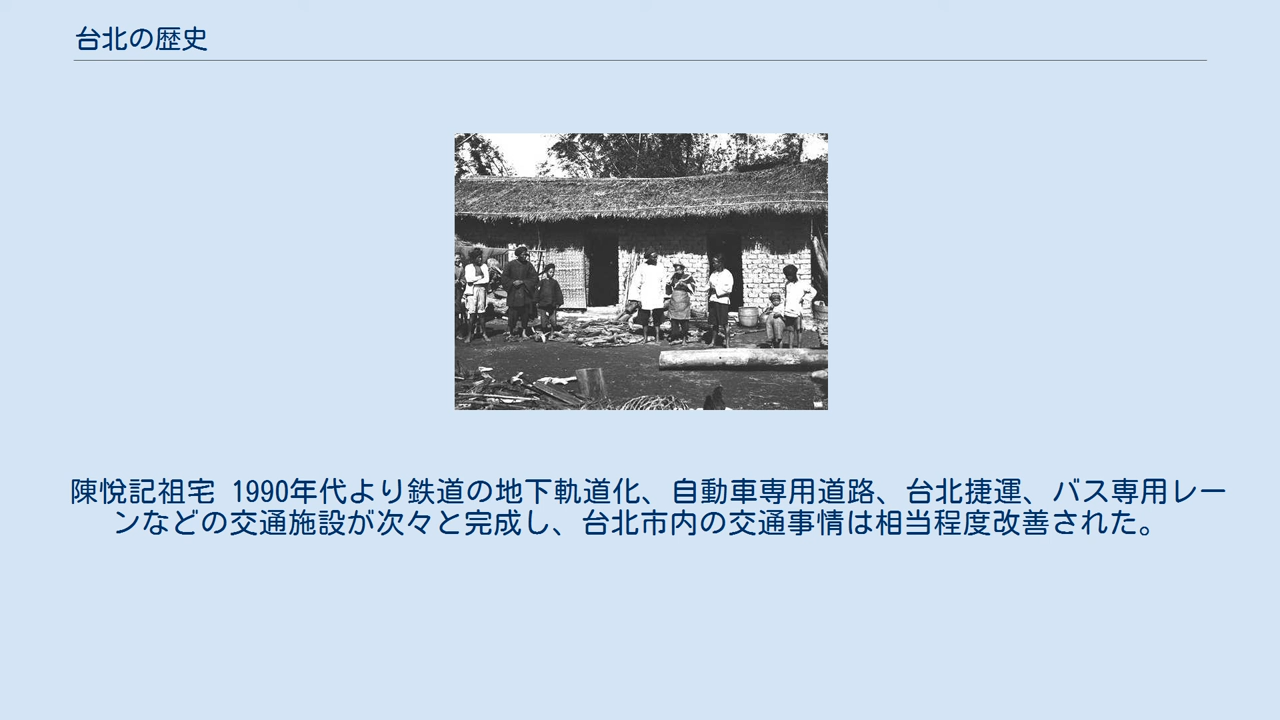 台北の歴史
陳悅記祖宅 1990年代より鉄道の地下軌道化、自動車専用道路、台北捷運、バス専用レー
ンなどの交通施設が次々と完成し、台北市内の交通事情は相当程度改善された。